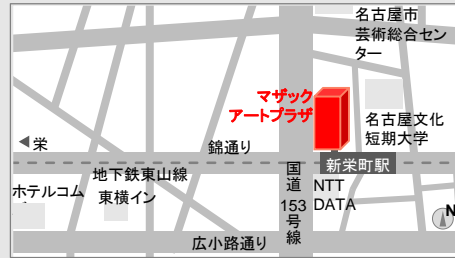 名古屋市
芸術総合セン
ター
マザック
アートプラザ
名古屋文化
短期大学
栄
錦通り
新栄町駅
地下鉄東山線
ホテルコム
東横イン
国道153号線
NTT
DATA
N
広小路通り